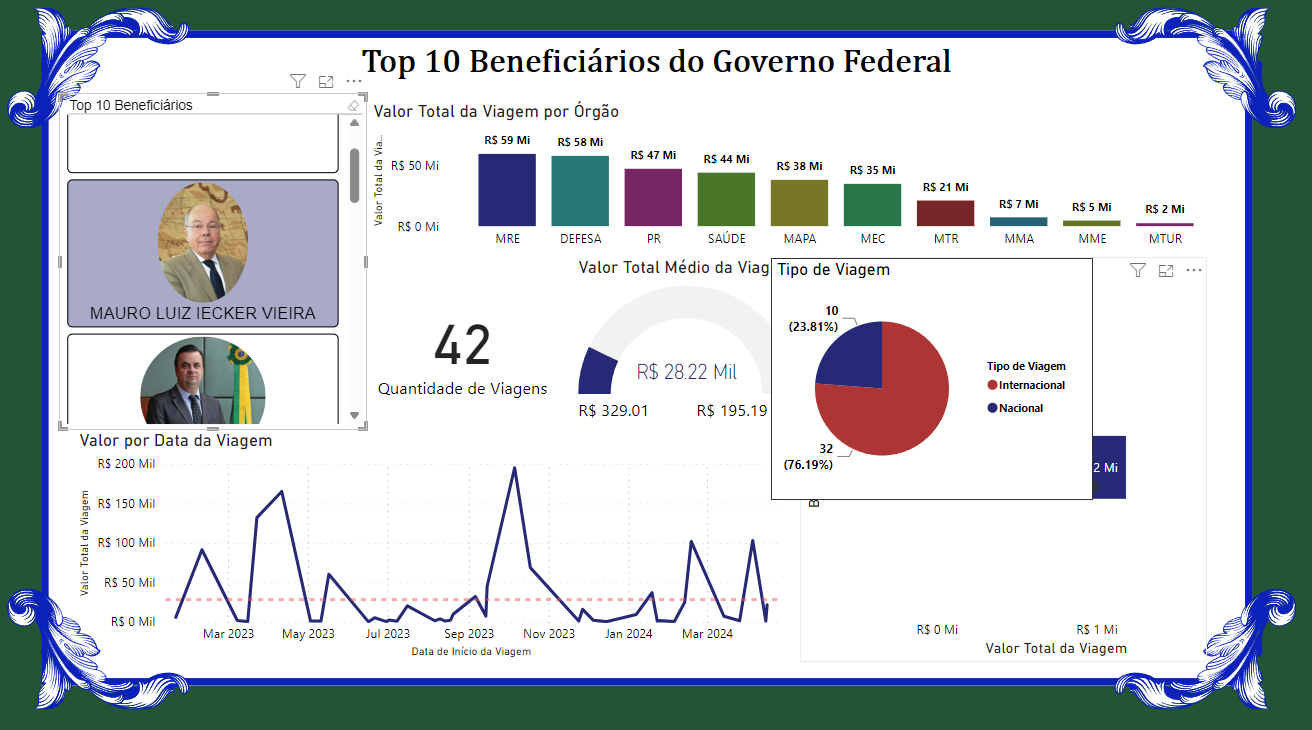 Top 10 Beneficiários do Governo Federal
Top 10 Beneficiários
MAURO LUIZ IECKER VIEIRA
Valor Total da Viagem por Órgão
Valor Total da Via...
R$ 50 Mi
R$ 0 Mi
R$ 59 Mi
R$ 58 Mi
R$ 47 Mi
R$ 44 Mi
R$ 38 Mi
R$ 35 Mi
R$ 21 Mi
R$ 7 Mi
R$ 5 Mi
R$ 2 Mi
MRE
DEFESA
PR
SAÚDE
MAPA
MEC
MTR
MMA
MME
MTUR
42
Quantidade de Viagens
Valor Total Médio da Viag
R$ 28.22 Mil
R$ 329.01
R$ 195.19
Tipo de Viagem
10
(23.81%)
32
(76.19%)
Tipo de Viagem
Internacional
Nacional
2 Mi
B
R$ 0 Mi
R$ 1 Mi
Valor Total da Viagem
Valor por Data da Viagem
Valor Total da Viagem
R$ 200 Mil
R$ 150 Mil
R$ 100 Mil
R$ 50 Mil
R$ 0 Mil
Mar 2023
May 2023
Jul 2023
Sep 2023
Nov 2023
Jan 2024
Mar 2024
Data de Início da Viagem